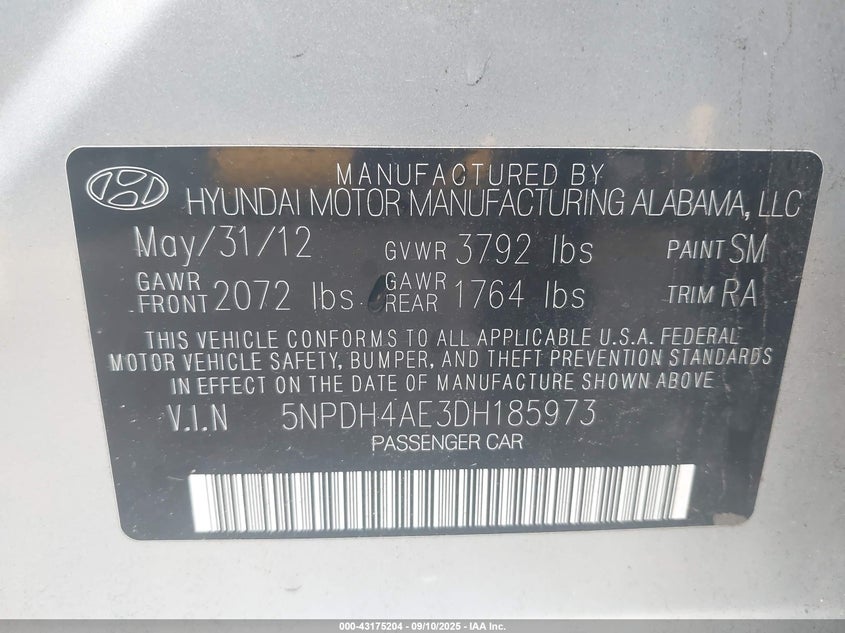 MANUFACTURED BY
HYUNDAI MOTOR MANUFACTURING ALABAMA, LLC
May/31/12 GVWR 3792 lbs PAINT SM
GAWR FRONT 2072 lbs GAWR REAR 1764 lbs TRIM RA
THIS VEHICLE CONFORMS TO ALL APPLICABLE U.S.A. FEDERAL
MOTOR VEHICLE SAFETY, BUMPER, AND THEFT PREVENTION STANDARDS
IN EFFECT ON THE DATE OF MANUFACTURE SHOWN ABOVE
V.I.N 5NPDH4AE3DH185973
PASSENGER CAR
000-43175204 - 09/10/2025 - IAA Inc.